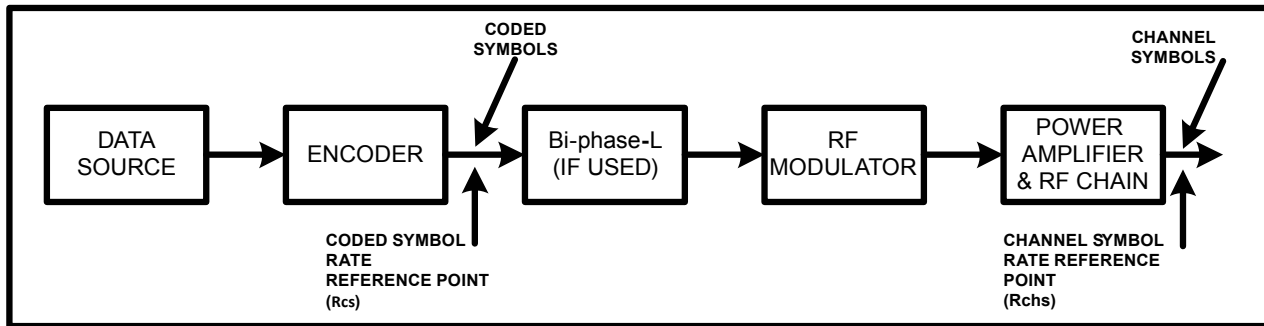 CODED
SYMBOLS
CHANNEL
SYMBOLS
DATA
SOURCE
ENCODER
Bi-phase-L
(IF USED)
RF
MODULATOR
POWER
AMPLIFIER
& RF CHAIN
CODED SYMBOL
RATE
REFERENCE POINT
(Rcs)
CHANNEL SYMBOL
RATE REFERENCE
POINT
(Rchs)